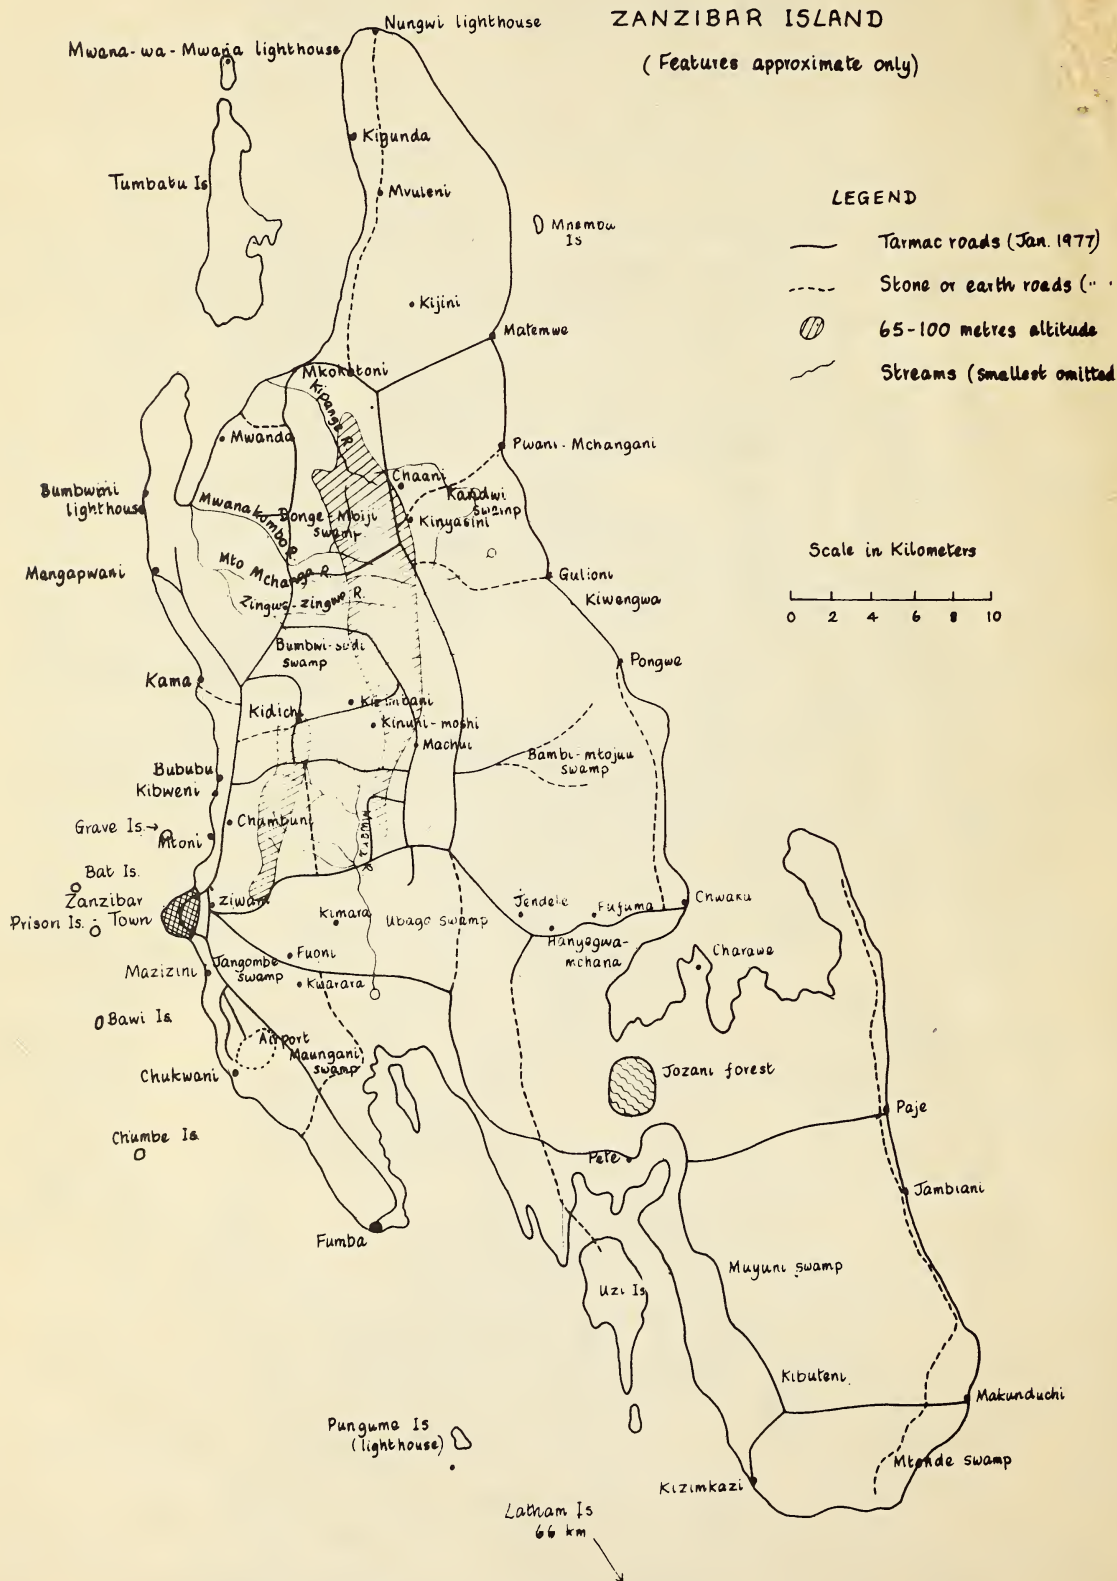 ZANZIBAR ISLAND
(Features approximate only)
Nungwi lighthouse
Mwana-wa-Mwana lighthouse
Kigunda
Tumbatu Is
Mvuleni
Mnemba
Is
LEGEND
Tarmac roads (Jan. 1977)
Stone or earth roads ("
65-100 metres altitude
Streams (smallest omitted
Kijini
Matemwe
Mkokotoni
Kipange R.
Mwanda
Pwani-Mchangani
Chaani
Bumbwini
lighthouse
Mwanakombo R.
Donge-Mbiji
swamp
Kandwi
Swamp
Kinyasini
Scale in Kilometers
0 2 4 6 8 10
Mangapwani
Mto Mchanga R.
Zingwe-zingwe R.
Gulioni
Kiwengwa
Bumbwi-sudi
swamp
Pongwe
Kama
Kidichi
Kizimbani
Kinuni-moshi
Machui
Bambi-mtojuu
swamp
Bububu
Kibweni
Grave Is.→
Mtoni
Chambuni
Mwera R
Bat Is.
Zanzibar
Town
Prison Is.
Ziwani
Kimara
Ubago swamp
Jendele
Fufuma
Chwaka
Hanyegwa-
mchana
Charawe
Fuoni
Jangombe
swamp
Mazizini
Kwarara
Bawi Is.
Airport
Maungani
swamp
Chukwani
Jozani forest
Paje
Chumbe Is.
Pete
Jambiani
Fumba
Uzi Is
Muyuni swamp
Kibuteni
Makunduchi
Pungume Is
(lighthouse)
Mtende swamp
Kizimkazi
Latham Is
66 km